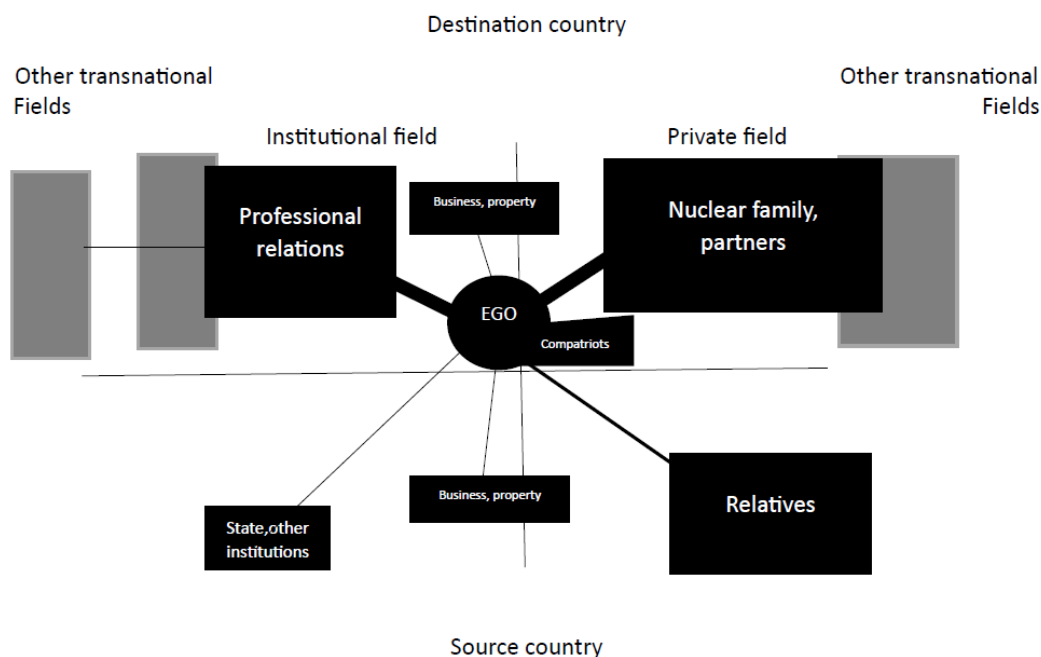 Destination country
Other transnational
Fields
Other transnational
Fields
Institutional field
Private field
Business, property
Professional
relations
Nuclear family,
partners
EGO
Compatriots
Business, property
State,other
institutions
Relatives
Source country